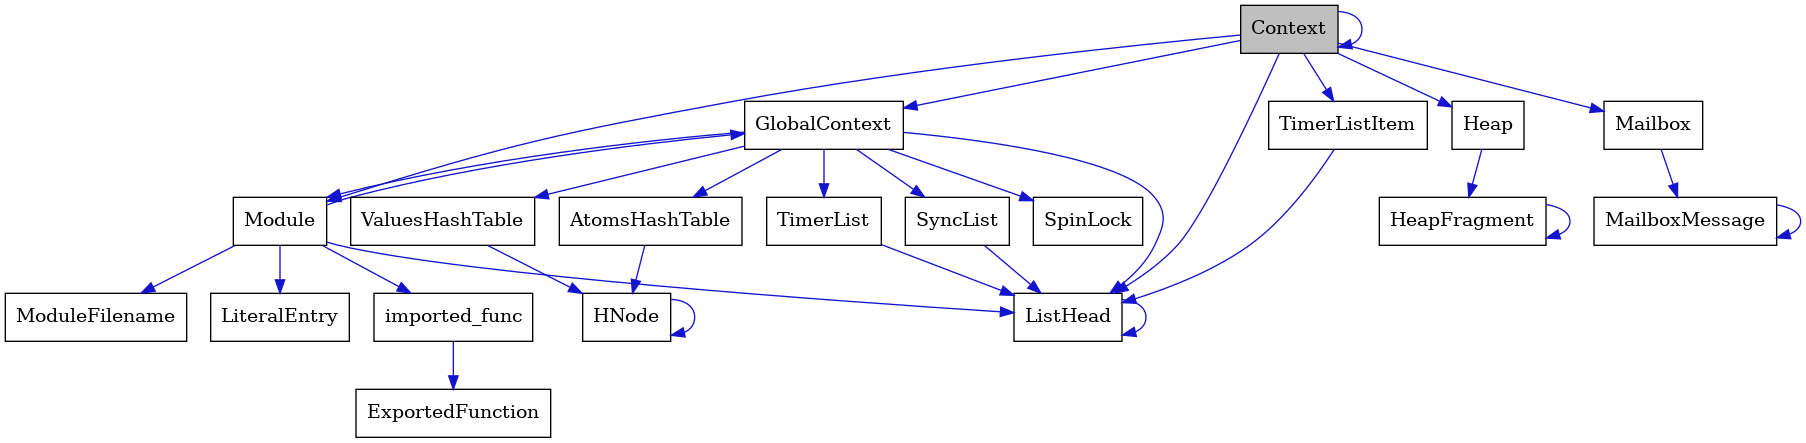 Context
GlobalContext
TimerListItem
Heap
Mailbox
Module
ValuesHashTable
AtomsHashTable
TimerList
SyncList
SpinLock
HeapFragment
MailboxMessage
ModuleFilename
LiteralEntry
imported_func
HNode
ListHead
ExportedFunction